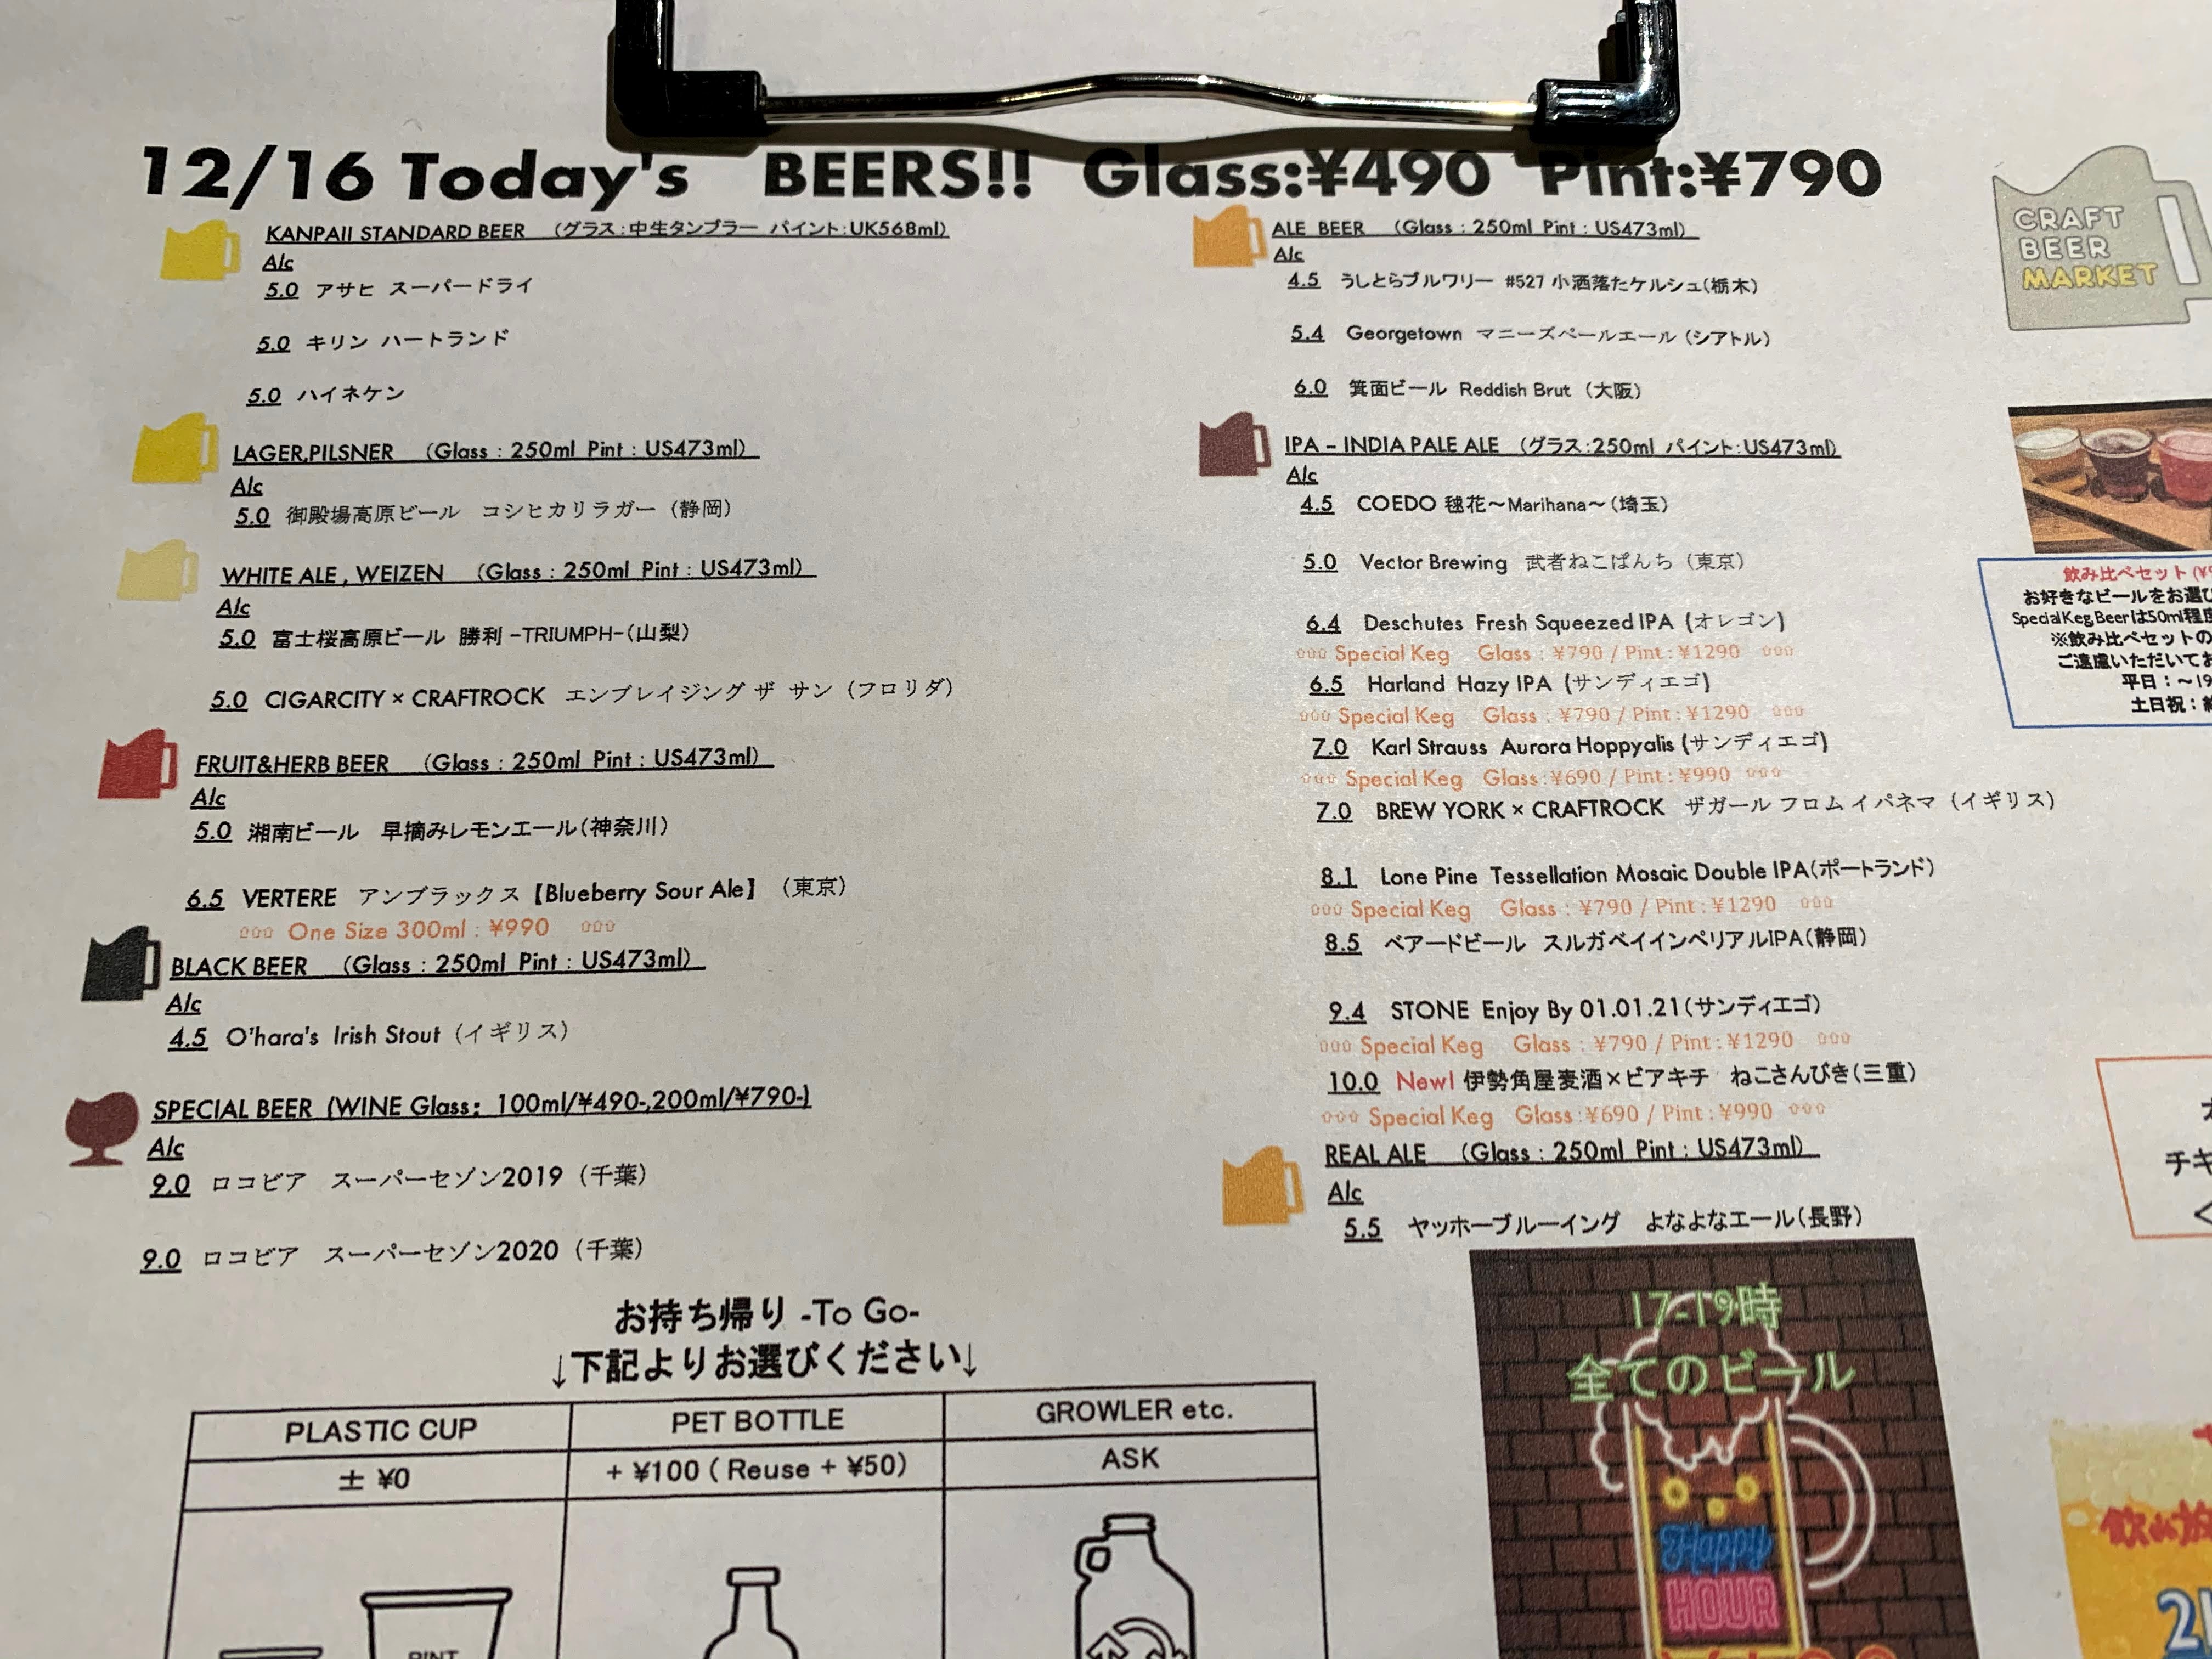 12/16 Today's BEERS!! Glass:¥490 Pint:¥790
KANPAII STANDARD BEER （グラス：中生タンブラー パイント：UK568ml）
Alc
5.0 アサヒ スーパードライ
5.0 キリン ハートランド
5.0 ハイネケン
LAGER,PILSNER （Glass：250ml Pint：US473ml）
Alc
5.0 御殿場高原ビール コシヒカリラガー（静岡）
WHITE ALE , WEIZEN （Glass：250ml Pint：US473ml）
Alc
5.0 富士桜高原ビール 勝利 -TRIUMPH-（山梨）
5.0 CIGARCITY × CRAFTROCK エンブレイジング ザ サン（フロリダ）
FRUIT&HERB BEER （Glass：250ml Pint：US473ml）
Alc
5.0 湘南ビール 早摘みレモンエール（神奈川）
6.5 VERTERE アンブラックス【Blueberry Sour Ale】（東京）
One Size 300ml : ¥990
BLACK BEER （Glass：250ml Pint：US473ml）
Alc
4.5 O'hara's Irish Stout（イギリス）
SPECIAL BEER (WINE Glass: 100ml/¥490-,200ml/¥790-)
Alc
9.0 ロコビア スーパーセゾン2019（千葉）
9.0 ロコビア スーパーセゾン2020（千葉）
ALE BEER （Glass：250ml Pint：US473ml）
Alc
4.5 うしとらブルワリー #527 小洒落たケルシュ（栃木）
5.4 Georgetown マニーズペールエール（シアトル）
6.0 箕面ビール Reddish Brut（大阪）
IPA – INDIA PALE ALE （グラス：250ml パイント：US473ml）
Alc
4.5 COEDO 毬花～Marihana～（埼玉）
5.0 Vector Brewing 武者ねこぱんち（東京）
6.4 Deschutes Fresh Squeezed IPA (オレゴン)
Special Keg Glass : ¥790 / Pint : ¥1290
6.5 Harland Hazy IPA (サンディエゴ)
Special Keg Glass : ¥790 / Pint : ¥1290
7.0 Karl Strauss Aurora Hoppyalis (サンディエゴ)
Special Keg Glass:¥690 / Pint : ¥990
7.0 BREW YORK × CRAFTROCK ザガール フロム イパネマ（イギリス）
8.1 Lone Pine Tessellation Mosaic Double IPA（ポートランド）
Special Keg Glass : ¥790 / Pint : ¥1290
8.5 ベアードビール スルガベイインペリアルIPA（静岡）
9.4 STONE Enjoy By 01.01.21（サンディエゴ）
Special Keg Glass : ¥790 / Pint : ¥1290
10.0 New! 伊勢角屋麦酒×ビアキチ ねこさんびき（三重）
Special Keg Glass:¥690 / Pint : ¥990
REAL ALE （Glass：250ml Pint：US473ml）
Alc
5.5 ヤッホーブルーイング よなよなエール（長野）
CRAFT
BEER
MARKET
飲み比べセット
お好きなビールをお選び
Special Keg Beerは50ml程度
※飲み比べセットの
ご遠慮いただいてお
平日：～19
土日祝：
チキ
お持ち帰り -To Go-
↓下記よりお選びください↓
PLASTIC CUP PET BOTTLE GROWLER etc.
± ¥0 + ¥100 ( Reuse + ¥50) ASK
PINT
17-19時
全てのビール
Happy
HOUR
飲み放